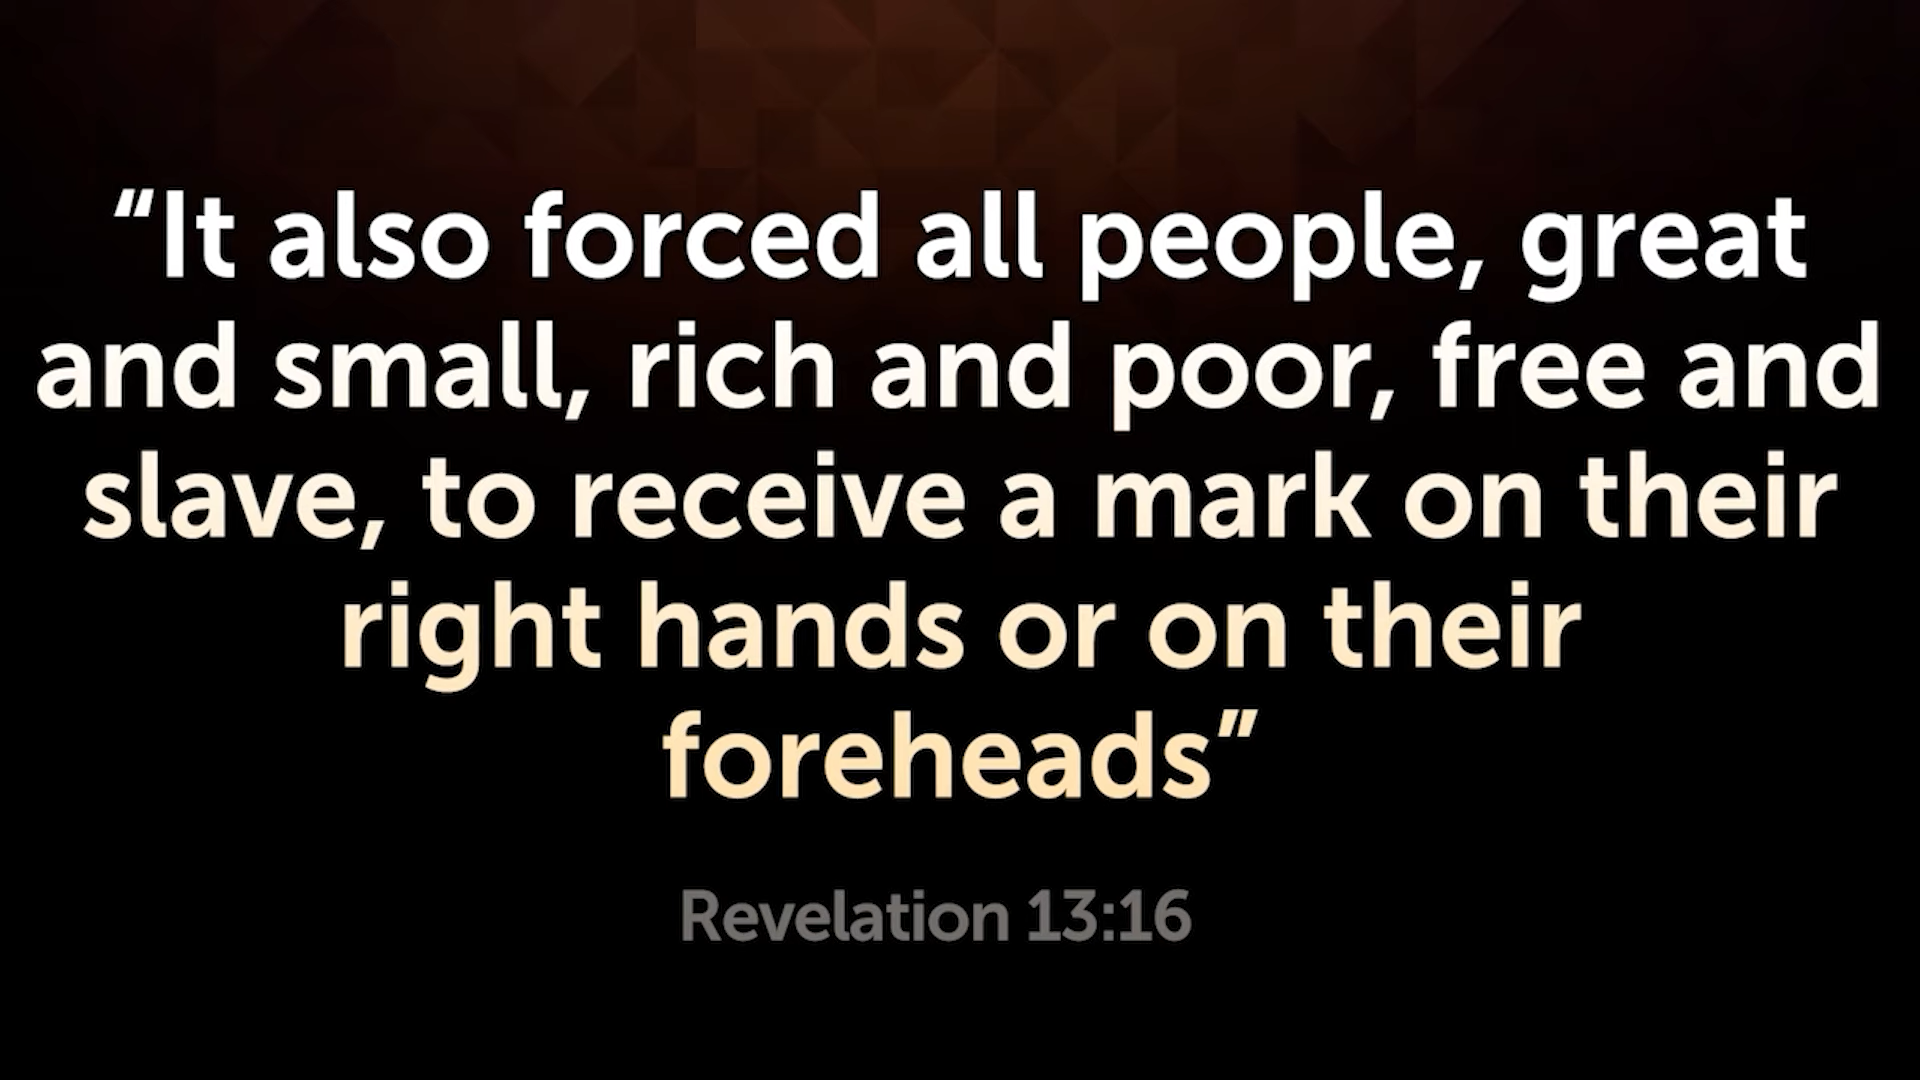 “It also forced all people, great
and small, rich and poor, free and
slave, to receive a mark on their
right hands or on their
foreheads”
Revelation 13:16